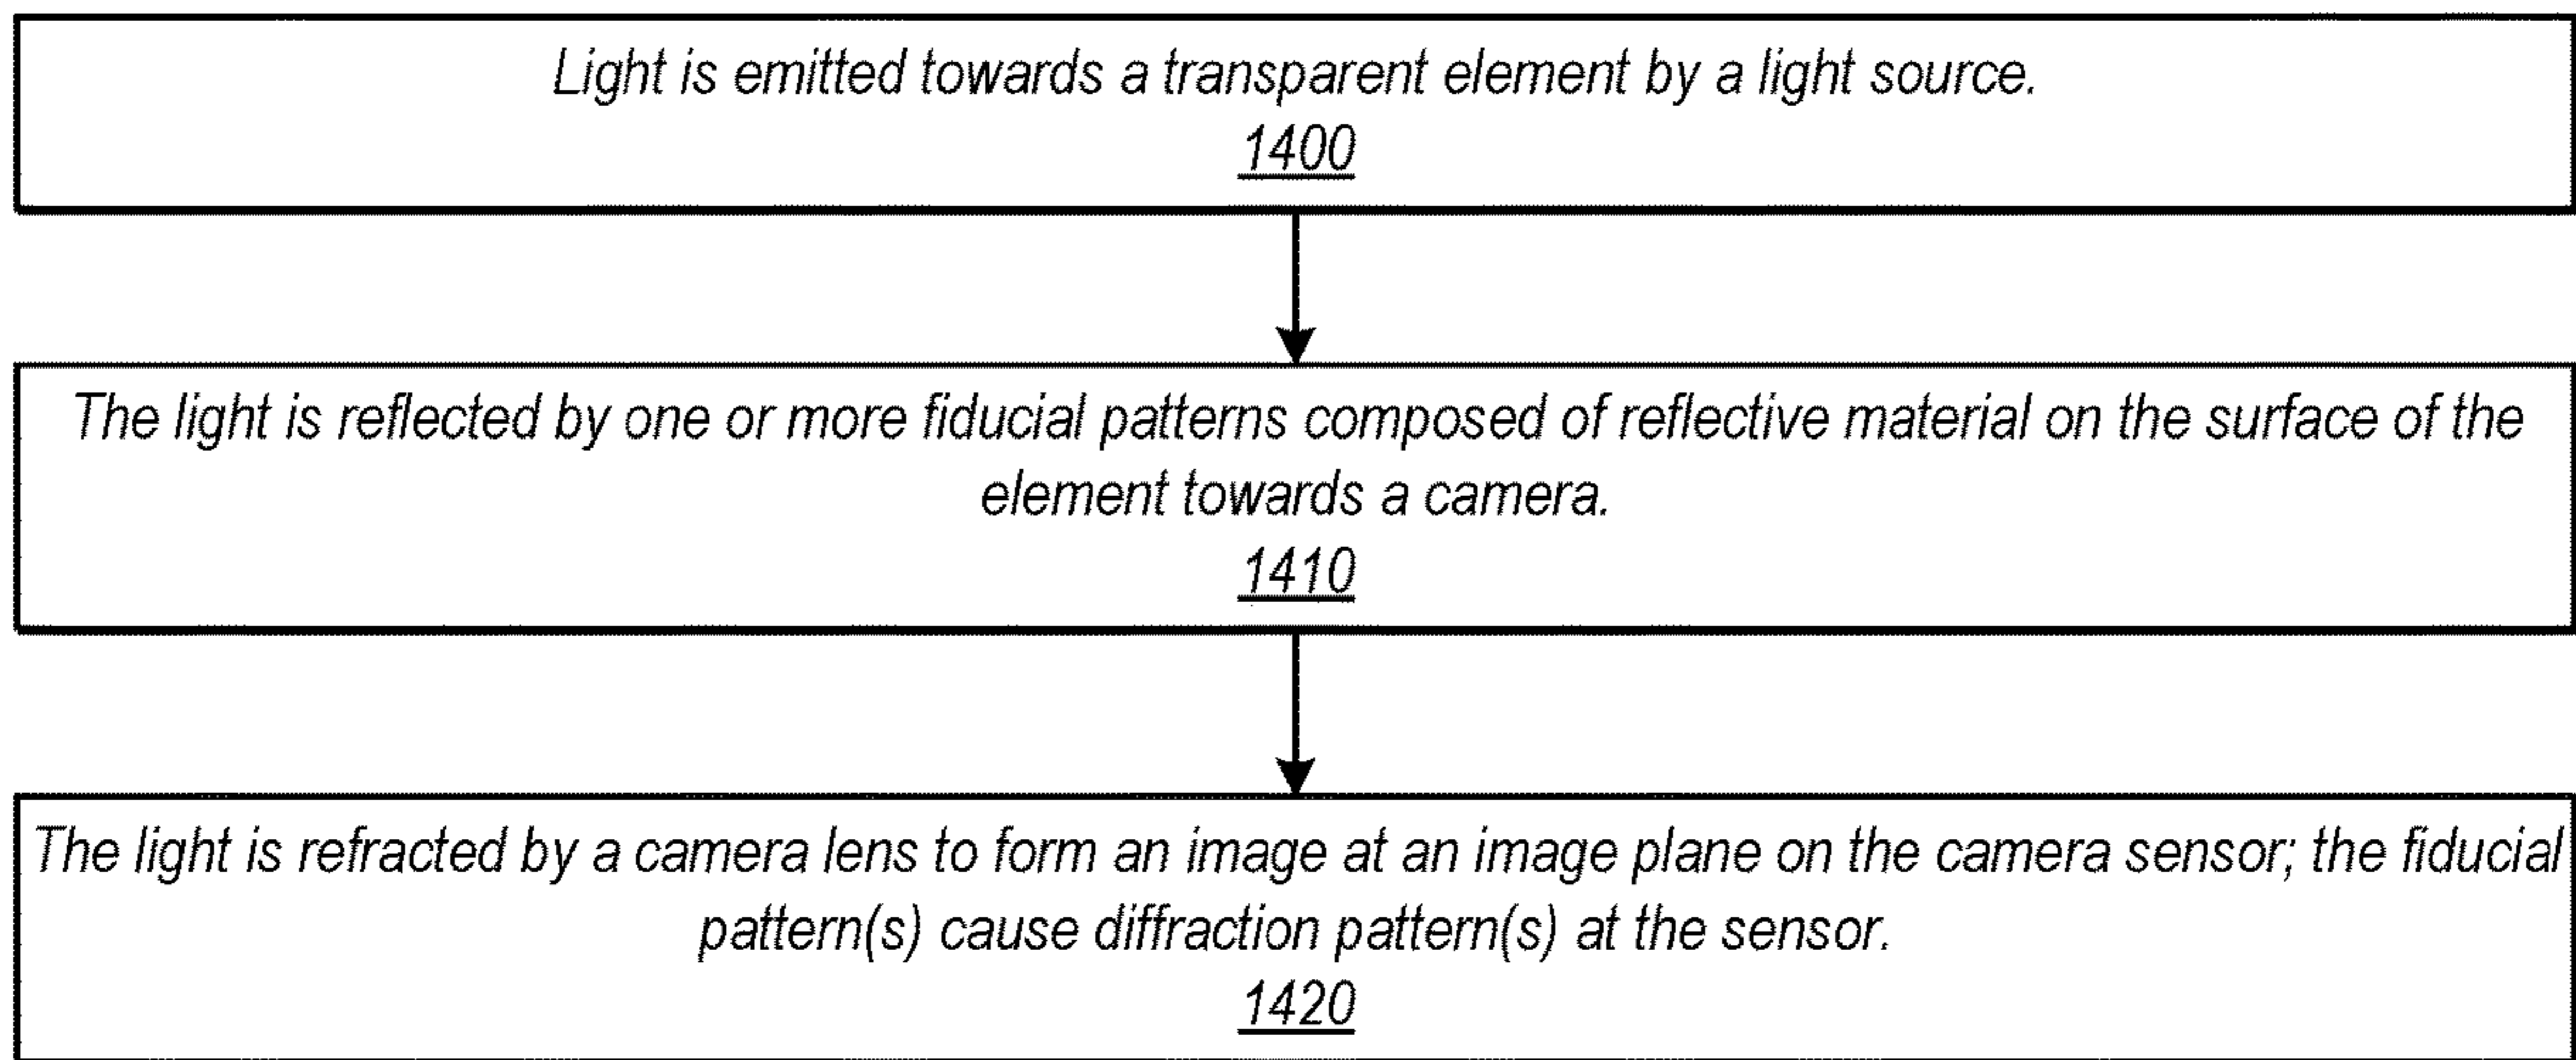 Light is emitted towards a transparent element by a light source.
1400
The light is reflected by one or more fiducial patterns composed of reflective material on the surface of the
element towards a camera.
1410
The light is refracted by a camera lens to form an image at an image plane on the camera sensor; the fiducial
pattern(s) cause diffraction pattern(s) at the sensor.
1420